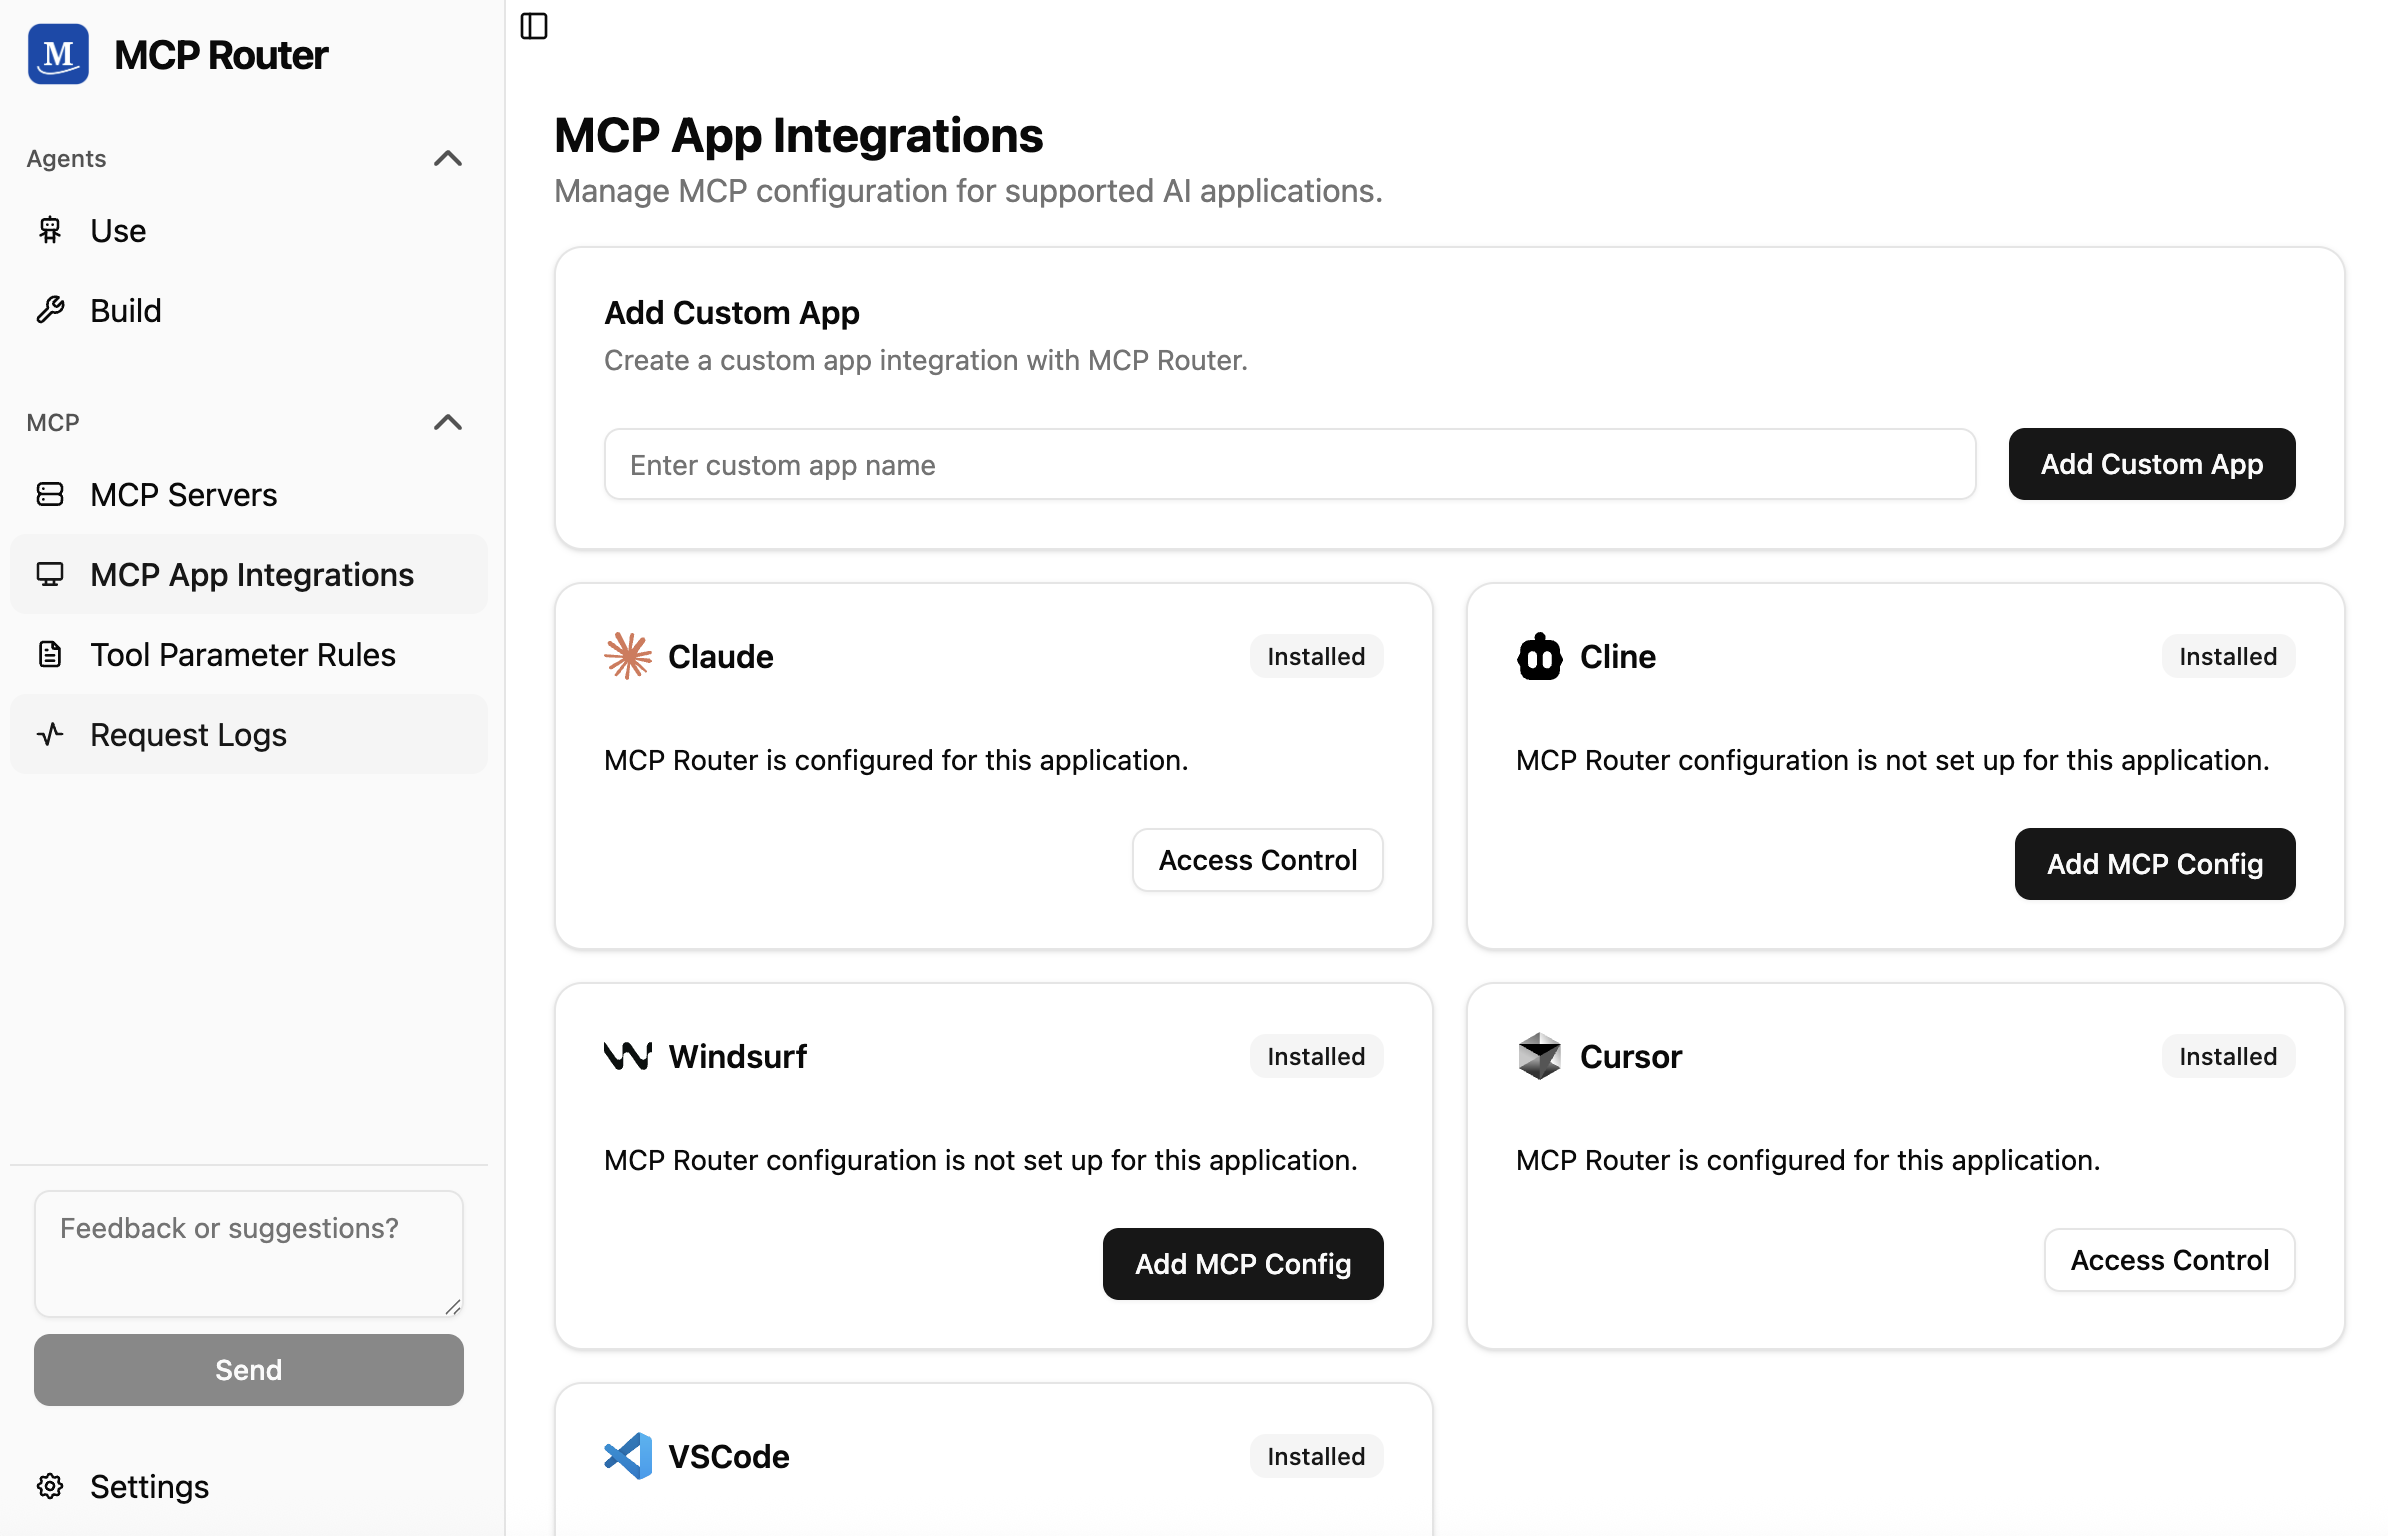 M
MCP Router
Agents
Use
Build
MCP
MCP Servers
MCP App Integrations
Tool Parameter Rules
Request Logs
Feedback or suggestions?
Send
Settings
MCP App Integrations
Manage MCP configuration for supported AI applications.
Add Custom App
Create a custom app integration with MCP Router.
Enter custom app name
Add Custom App
Claude
Installed
MCP Router is configured for this application.
Access Control
Cline
Installed
MCP Router configuration is not set up for this application.
Add MCP Config
Windsurf
Installed
MCP Router configuration is not set up for this application.
Add MCP Config
Cursor
Installed
MCP Router is configured for this application.
Access Control
VSCode
Installed